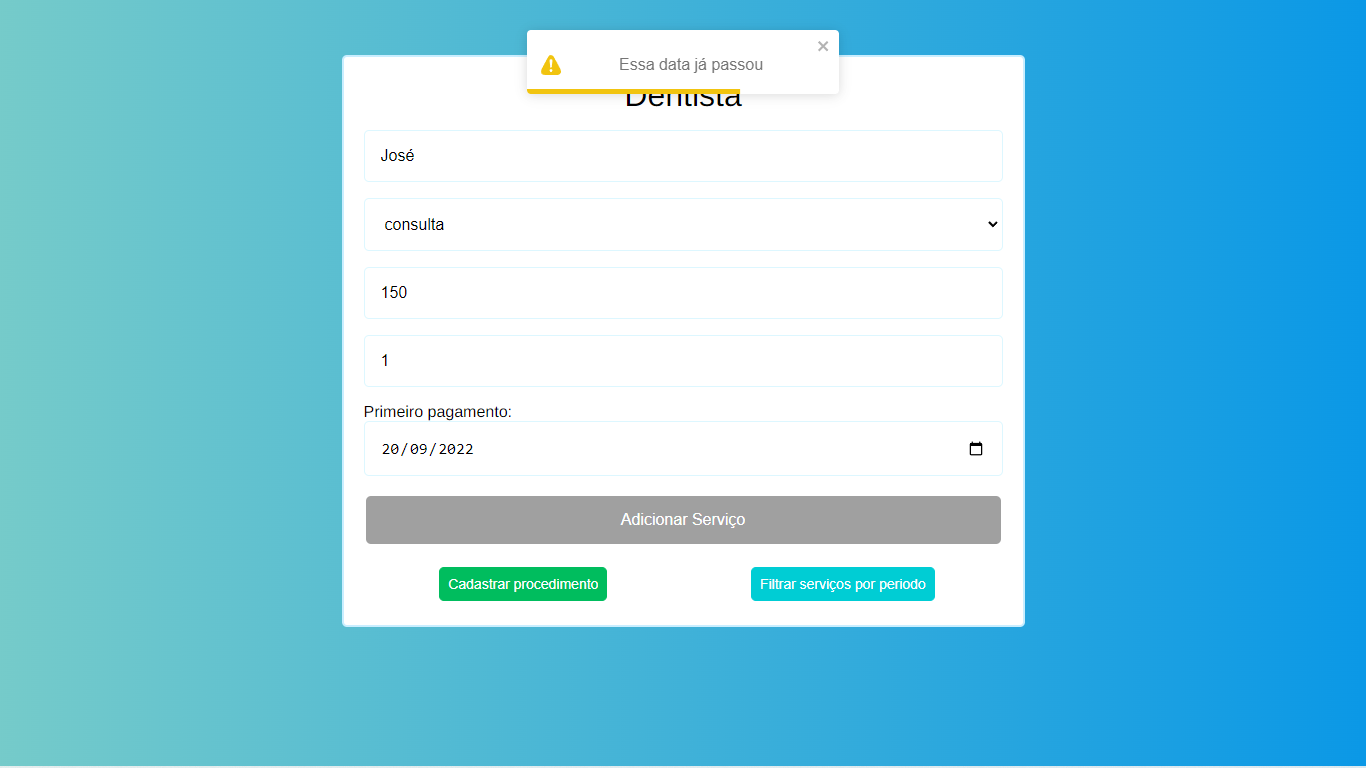 Essa data já passou
Dentista
José
consulta
150
1
Primeiro pagamento:
20/09/2022
Adicionar Serviço
Cadastrar procedimento
Filtrar serviços por periodo